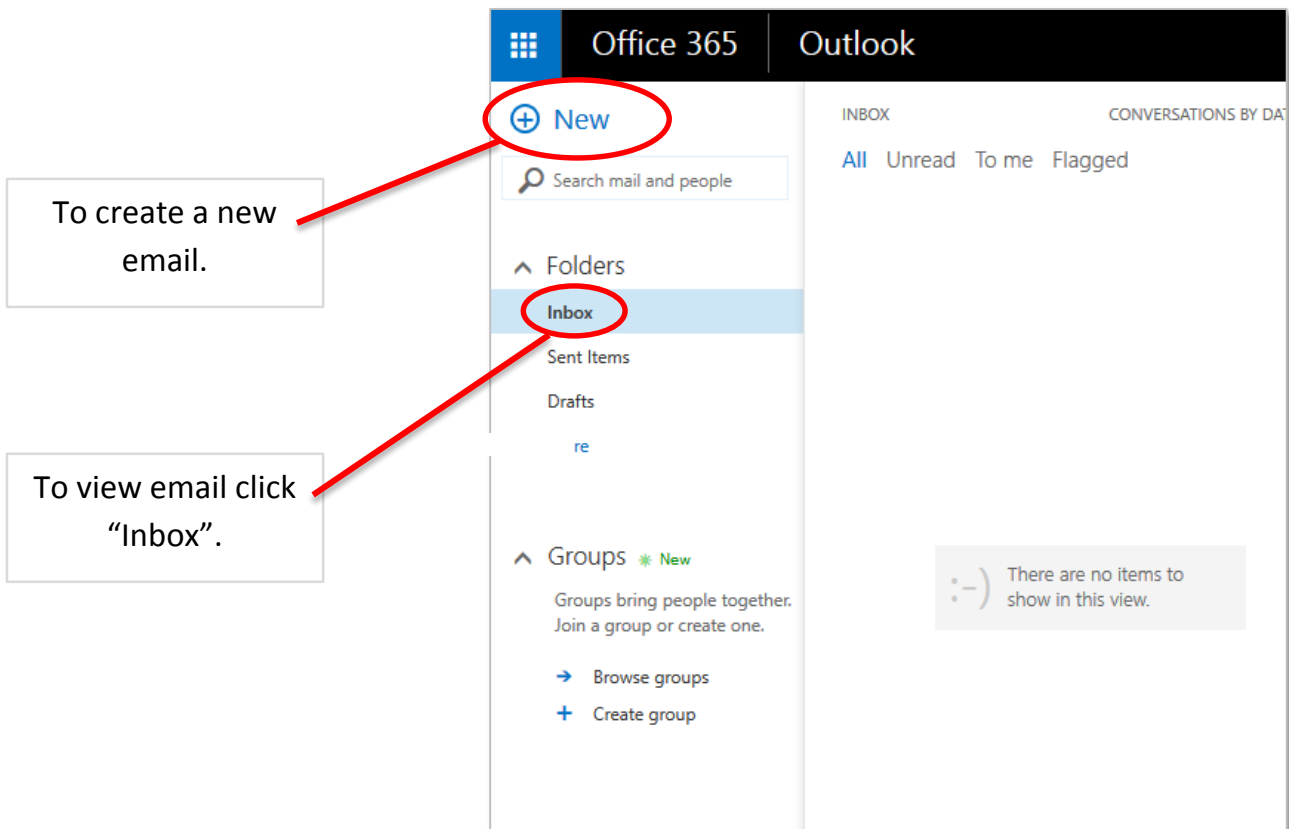 Office 365
Outlook
New
Search mail and people
To create a new
email.
Folders
Inbox
Sent Items
Drafts
re
To view email click
“Inbox”.
Groups New
Groups bring people together.
Join a group or create one.
Browse groups
Create group
INBOX
CONVERSATIONS BY DA
All Unread To me Flagged
:-)
There are no items to
show in this view.